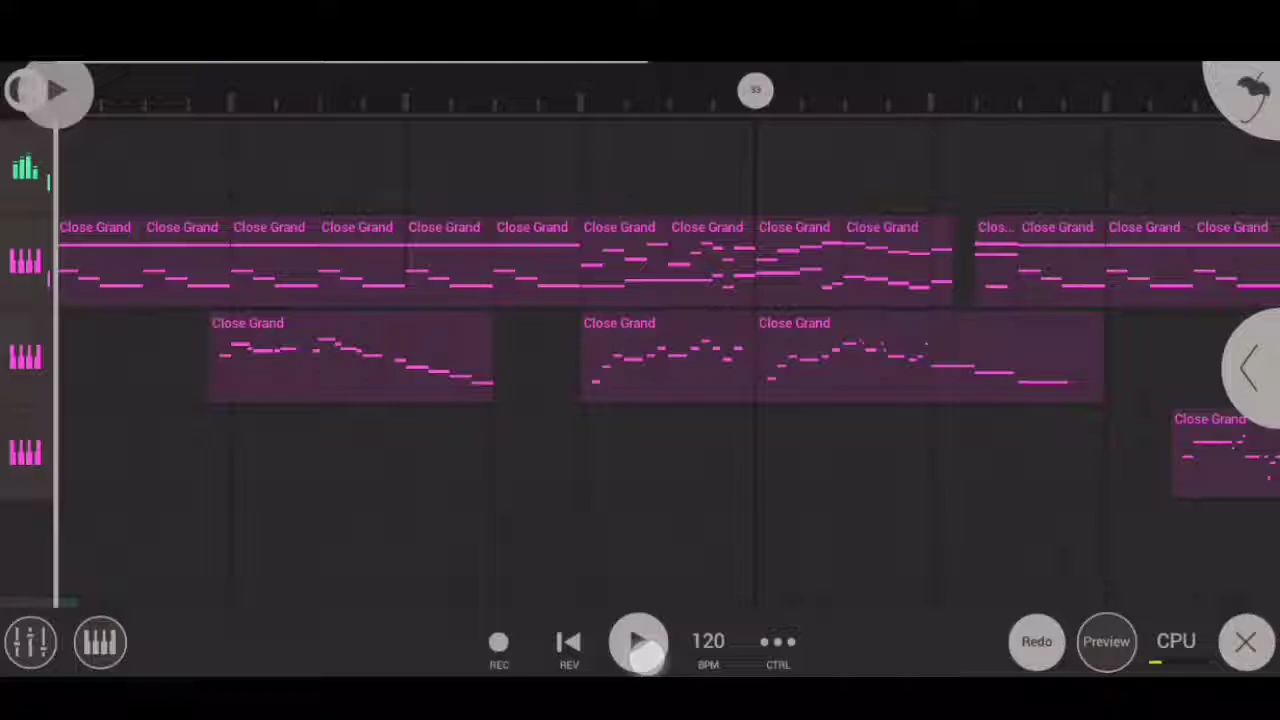 33
Close Grand Close Grand Close Grand Close Grand Close Grand Close Grand Close Grand Close Grand Close Grand Close Grand Clos... Close Grand Close Grand Close Grand
Close Grand Close Grand Close Grand
Close Grand
120 Redo Preview CPU
REC REV BPM CTRL